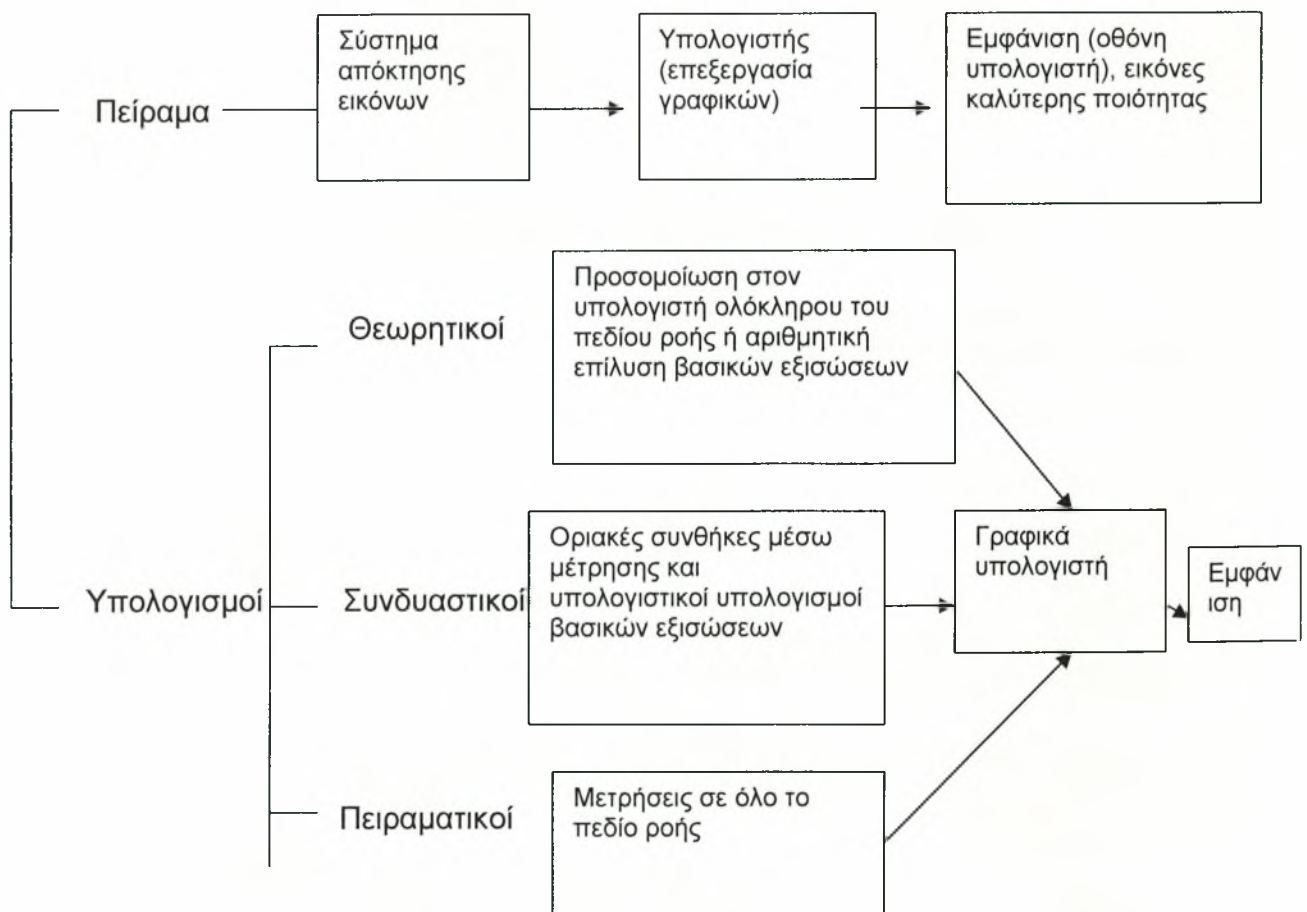 Πείραμα
Σύστημα
απόκτησης
εικόνων
Υπολογιστής
(επεξεργασία
γραφικών)
Εμφάνιση (οθόνη
υπολογιστή), εικόνες
καλύτερης ποιότητας
Θεωρητικοί
Προσομοίωση στον
υπολογιστή ολόκληρου του
πεδίου ροής ή αριθμητική
επίλυση βασικών εξισώσεων
Υπολογισμοί
Συνδυαστικοί
Οριακές συνθήκες μέσω
μέτρησης και
υπολογιστικοί υπολογισμοί
βασικών εξισώσεων
Γραφικά
υπολογιστή
Εμφάν
ιση
Πειραματικοί
Μετρήσεις σε όλο το
πεδίο ροής